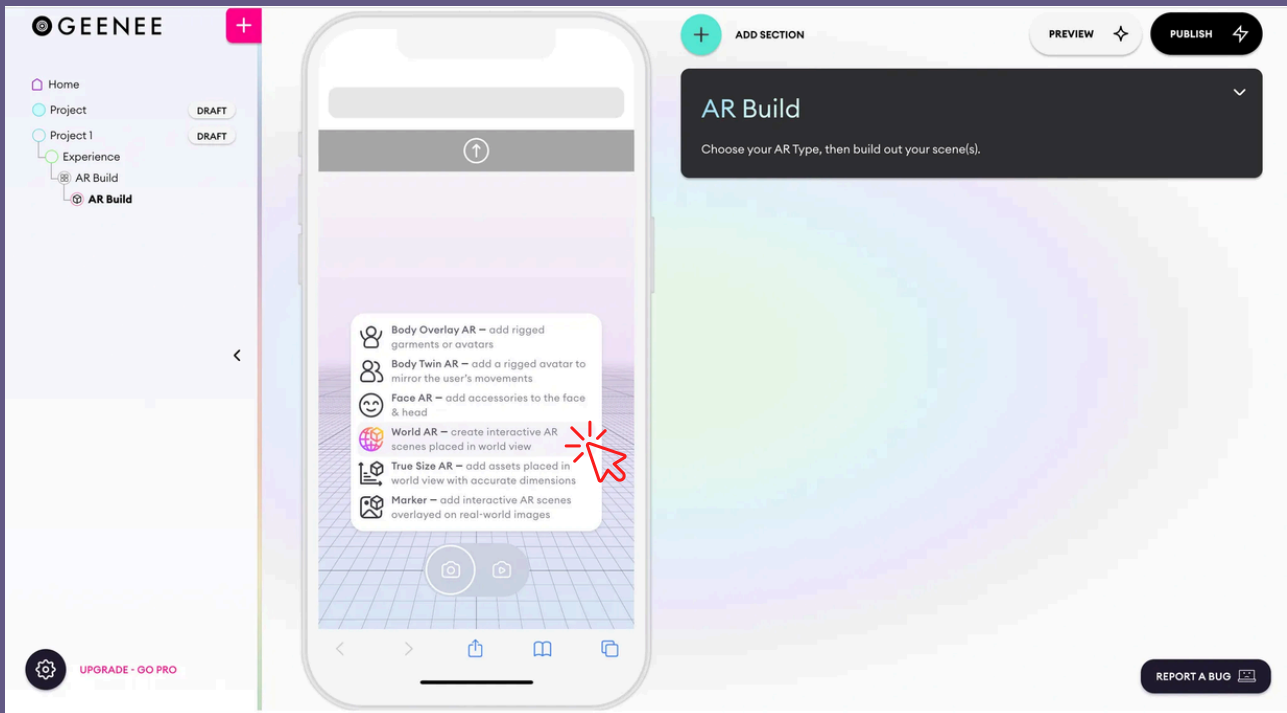 GEENEE
+
Home
Project DRAFT
Project 1 DRAFT
Experience
AR Build
AR Build
UPGRADE - GO PRO
Body Overlay AR – add rigged
garments or avatars
Body Twin AR – add a rigged avatar to
mirror the user's movements
Face AR – add accessories to the face
& head
World AR – create interactive AR
scenes placed in world view
True Size AR – add assets placed in
world view with accurate dimensions
Marker – add interactive AR scenes
overlayed on real-world images
+ ADD SECTION
PREVIEW
PUBLISH
AR Build
Choose your AR Type, then build out your scene(s).
REPORT A BUG